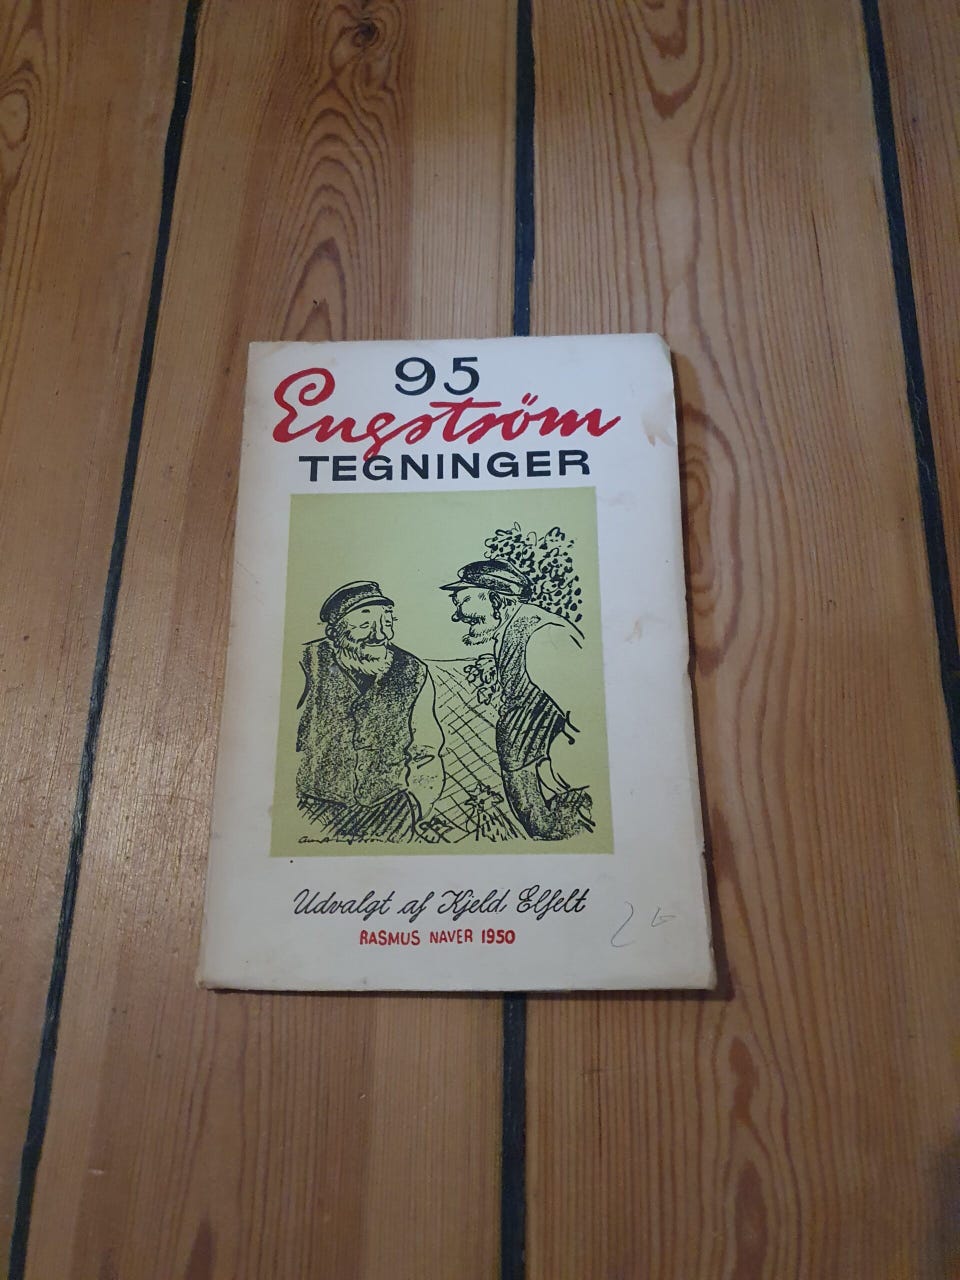 95
Engström
TEGNINGER
Udvalgt af Kjeld Elfelt
RASMUS NAVER 1950